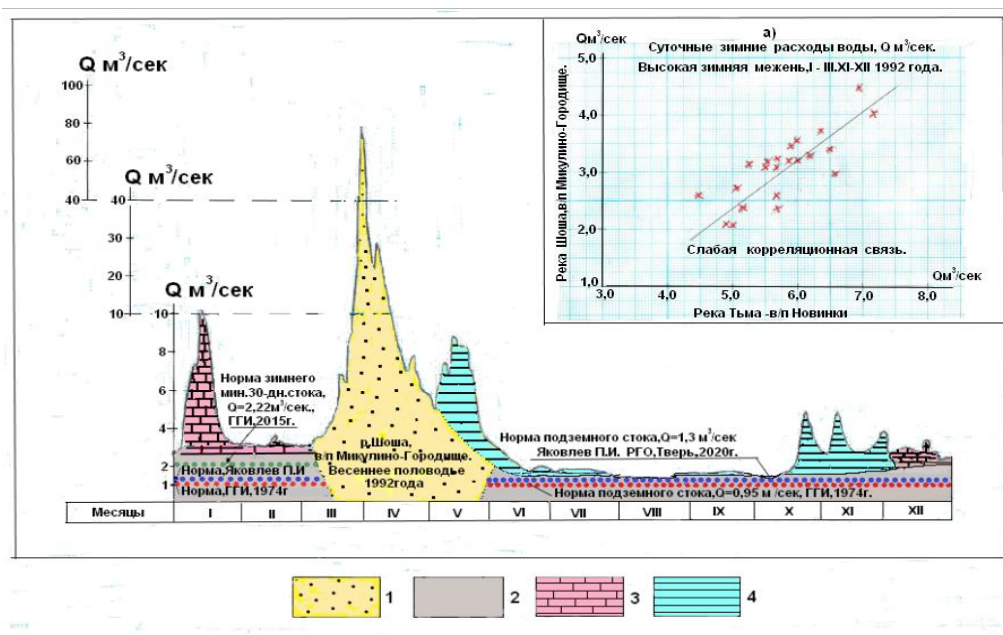 Q м³/сек
100
80
60
40
Q м³/сек
40
30
20
10
Q м³/сек
10
8
6
4
2
1
Норма зимнего
мин.30-дн.стока,
Q=2,22м³/сек.,
ГГИ,2015г.
Норма,Яковлев П.И
Норма,ГГИ,1974г
р.Шоша,
в/п Микулино-Городище.
Весеннее половодье
1992года
Норма подземного стока,Q=1,3 м³/сек
Яковлев П.И. РГО,Тверь,2020г.
Норма подземного стока,Q=0,95 м /сек, ГГИ,1974г.
Месяцы I II III IV V VI VII VIII IX X XI XII
а)
Qм³/сек
Суточные зимние расходы воды, Q м³/сек.
Высокая зимняя межень,I - III.XI-XII 1992 года.
5,0
4,0
3,0
2,0
1,0
Река Шоша,в/п Микулино-Городище.
Слабая корреляционная связь.
Qм³/сек
3,0 4,0 5,0 6,0 7,0 8,0
Река Тьма -в/п Новинки
1 2 3 4